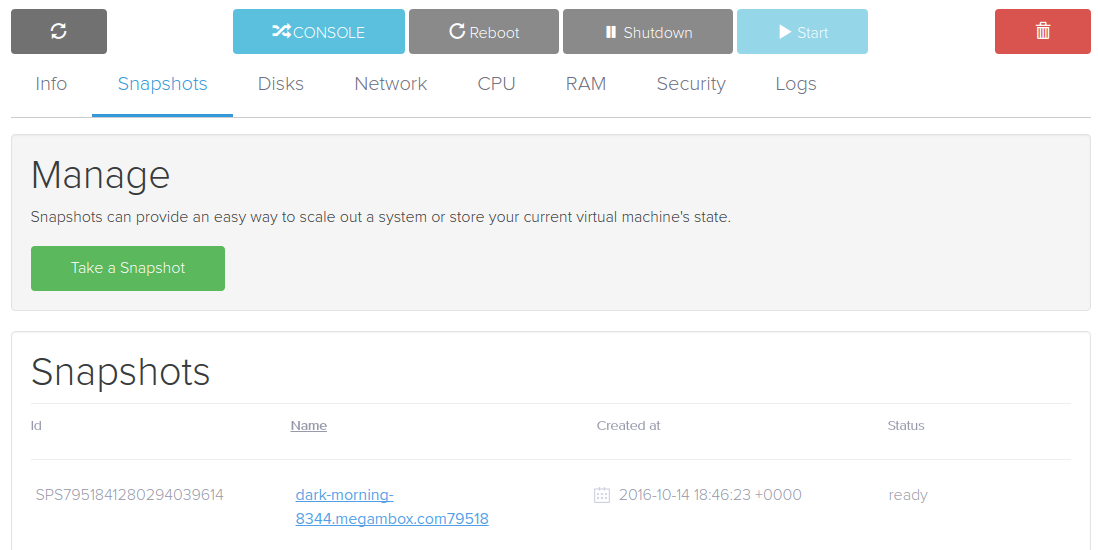 CONSOLE Reboot Shutdown Start
Info Snapshots Disks Network CPU RAM Security Logs
Manage
Snapshots can provide an easy way to scale out a system or store your current virtual machine's state.
Take a Snapshot
Snapshots
Id Name Created at Status
SPS7951841280294039614 dark-morning- 2016-10-14 18:46:23 +0000 ready
8344.megambox.com79518